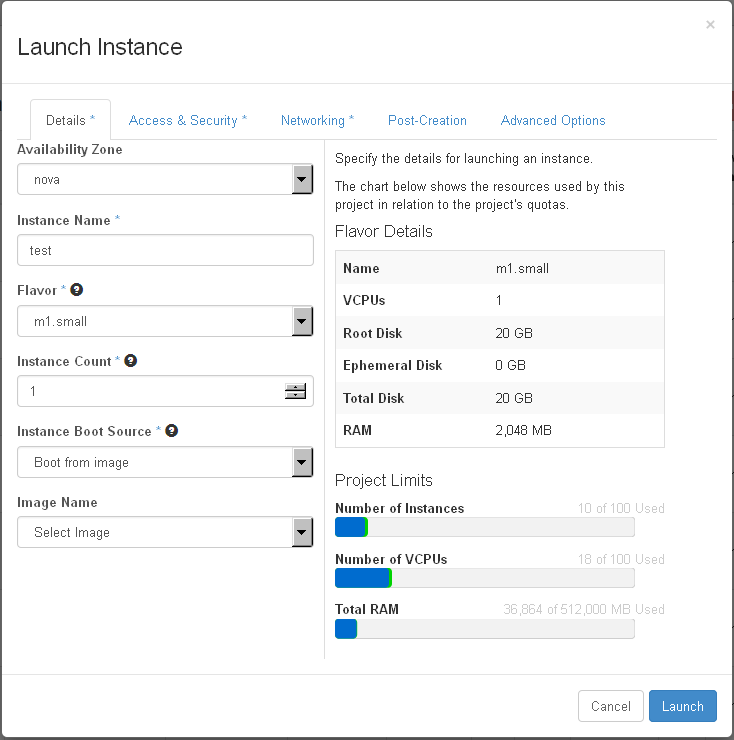 ×
Launch Instance
Details *
Access & Security *
Networking *
Post-Creation
Advanced Options
Availability Zone
nova
Instance Name *
test
Flavor * ?
m1.small
Instance Count * ?
1
Instance Boot Source * ?
Boot from image
Image Name
Select Image
Specify the details for launching an instance.
The chart below shows the resources used by this
project in relation to the project's quotas.
Flavor Details
Name m1.small
VCPUs 1
Root Disk 20 GB
Ephemeral Disk 0 GB
Total Disk 20 GB
RAM 2,048 MB
Project Limits
Number of Instances 10 of 100 Used
Number of VCPUs 18 of 100 Used
Total RAM 36,864 of 512,000 MB Used
Cancel
Launch